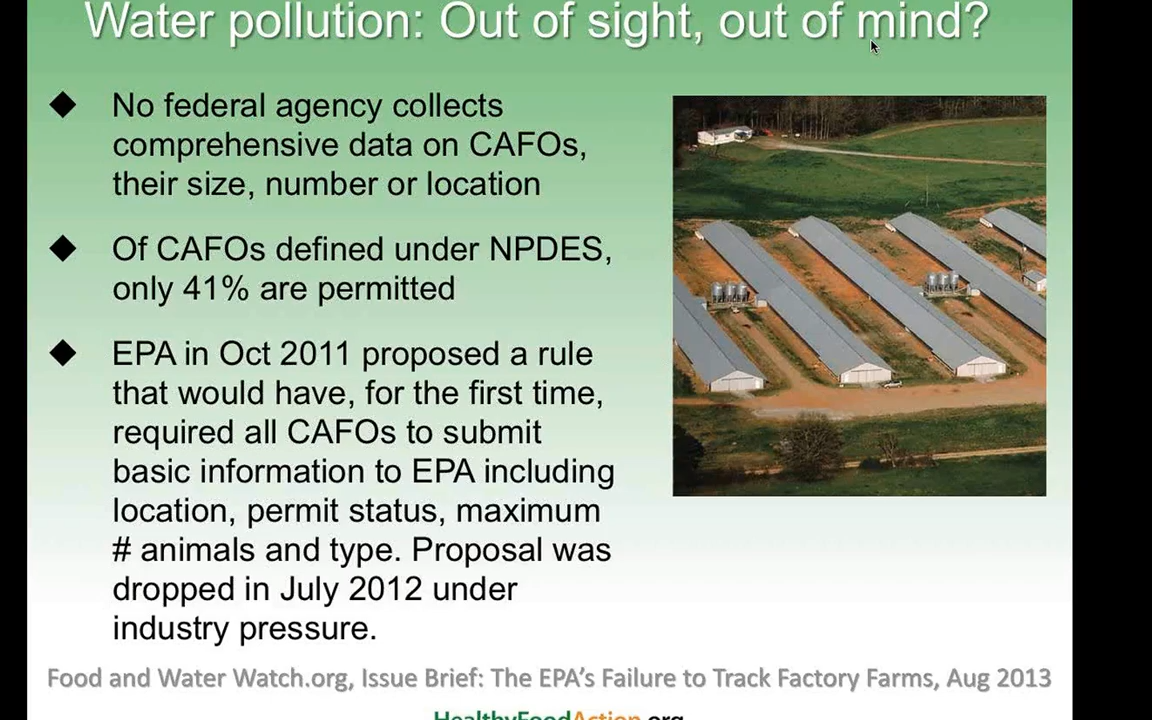 Water pollution: Out of sight, out of mind?
◆ No federal agency collects
comprehensive data on CAFOs,
their size, number or location
◆ Of CAFOs defined under NPDES,
only 41% are permitted
◆ EPA in Oct 2011 proposed a rule
that would have, for the first time,
required all CAFOs to submit
basic information to EPA including
location, permit status, maximum
# animals and type. Proposal was
dropped in July 2012 under
industry pressure.
Food and Water Watch.org, Issue Brief: The EPA's Failure to Track Factory Farms, Aug 2013
HealthyFoodAction.org